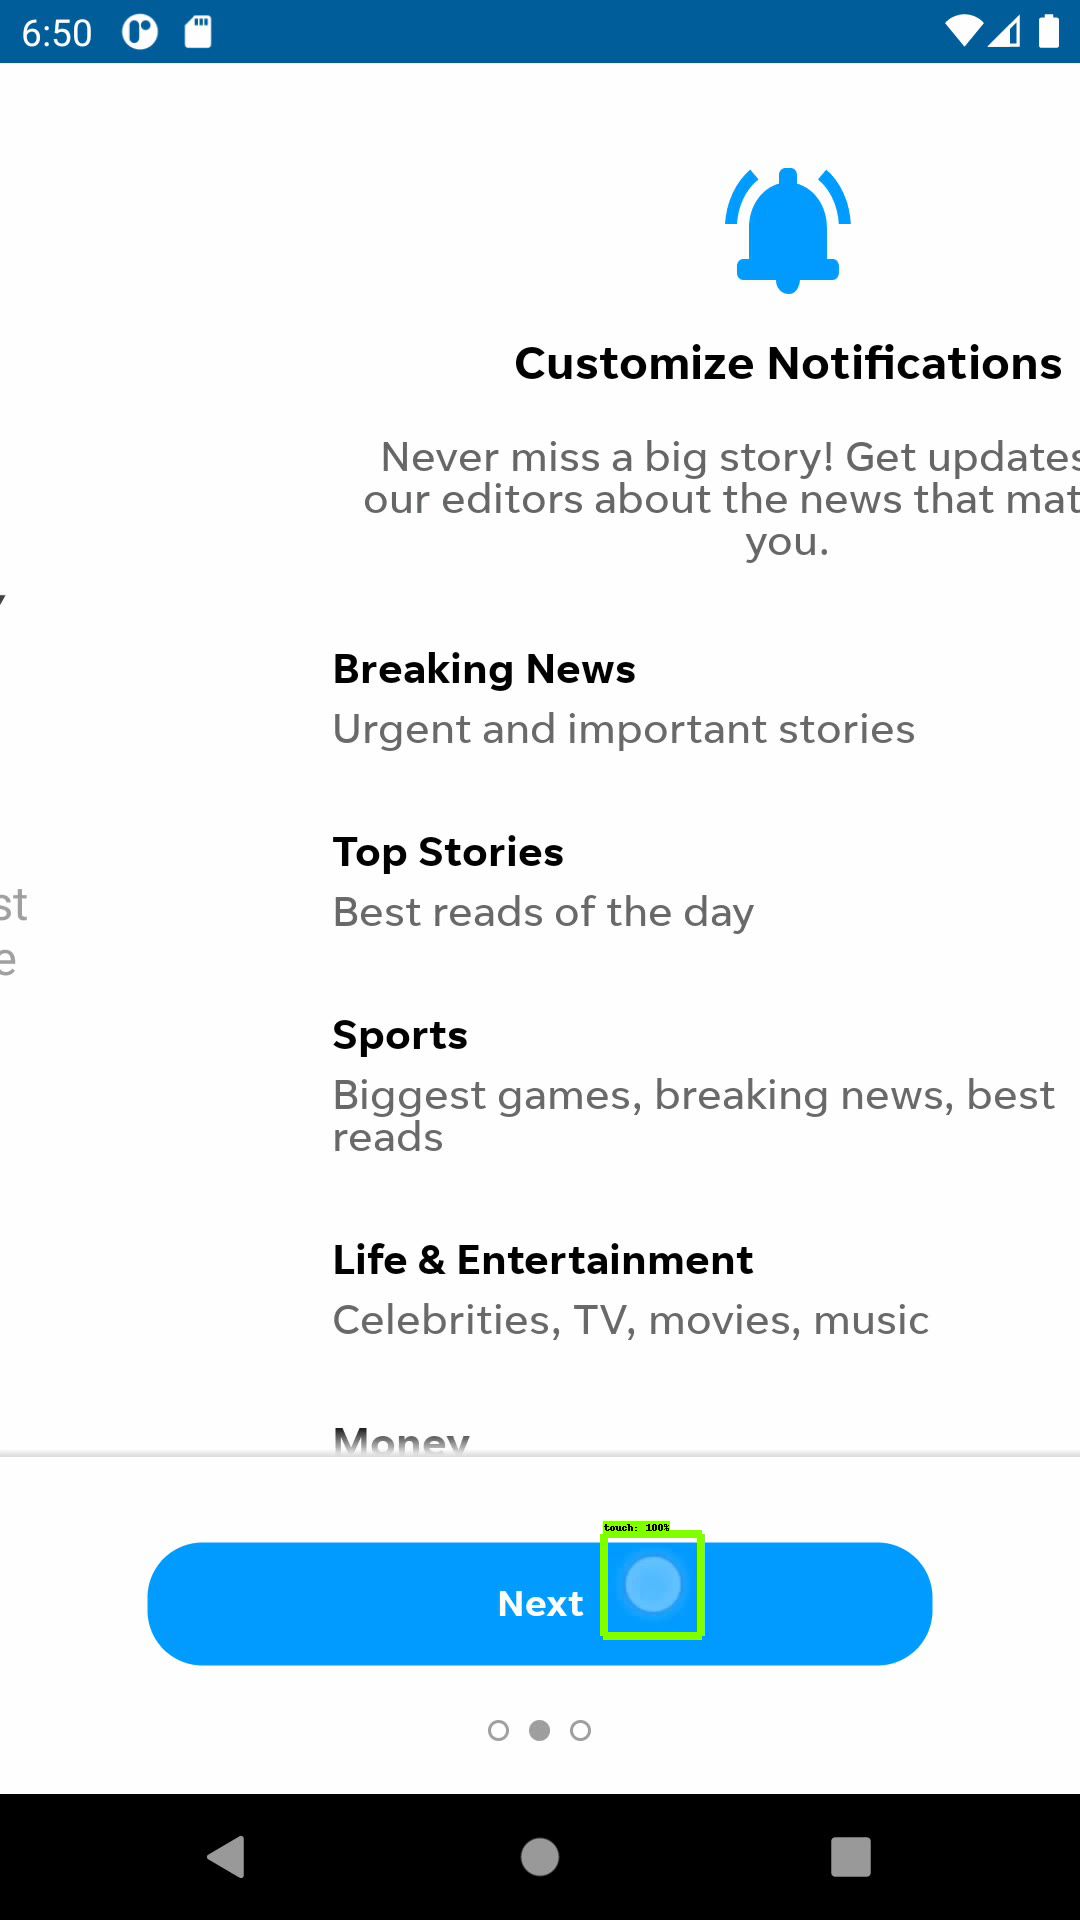 6:50
Customize Notifications
Never miss a big story! Get updates
our editors about the news that mat
you.
Breaking News
Urgent and important stories
Top Stories
Best reads of the day
st
e
Sports
Biggest games, breaking news, best
reads
Life & Entertainment
Celebrities, TV, movies, music
Money
touch: 100%
Next